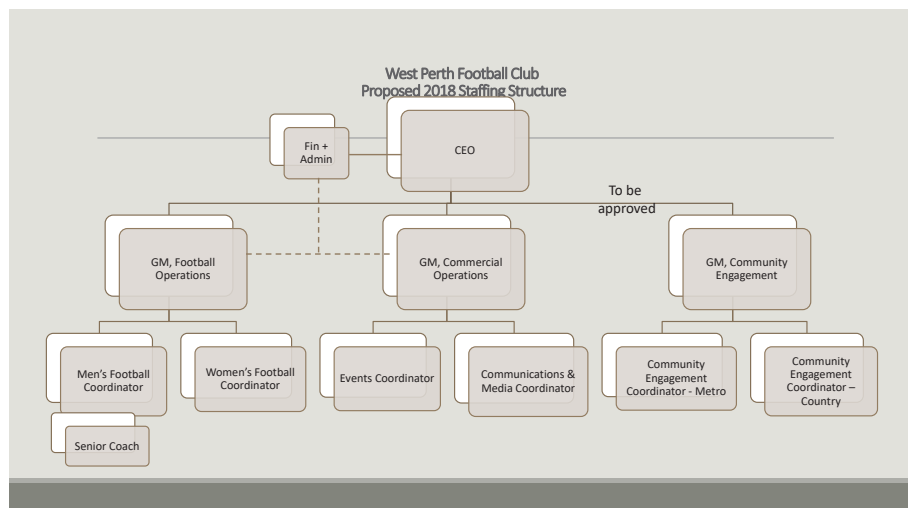 West Perth Football Club
Proposed 2018 Staffing Structure
Fin +
Admin
CEO
To be
approved
GM, Football
Operations
GM, Commercial
Operations
GM, Community
Engagement
Men’s Football
Coordinator
Women’s Football
Coordinator
Events Coordinator
Communications &
Media Coordinator
Community
Engagement
Coordinator - Metro
Community
Engagement
Coordinator –
Country
Senior Coach